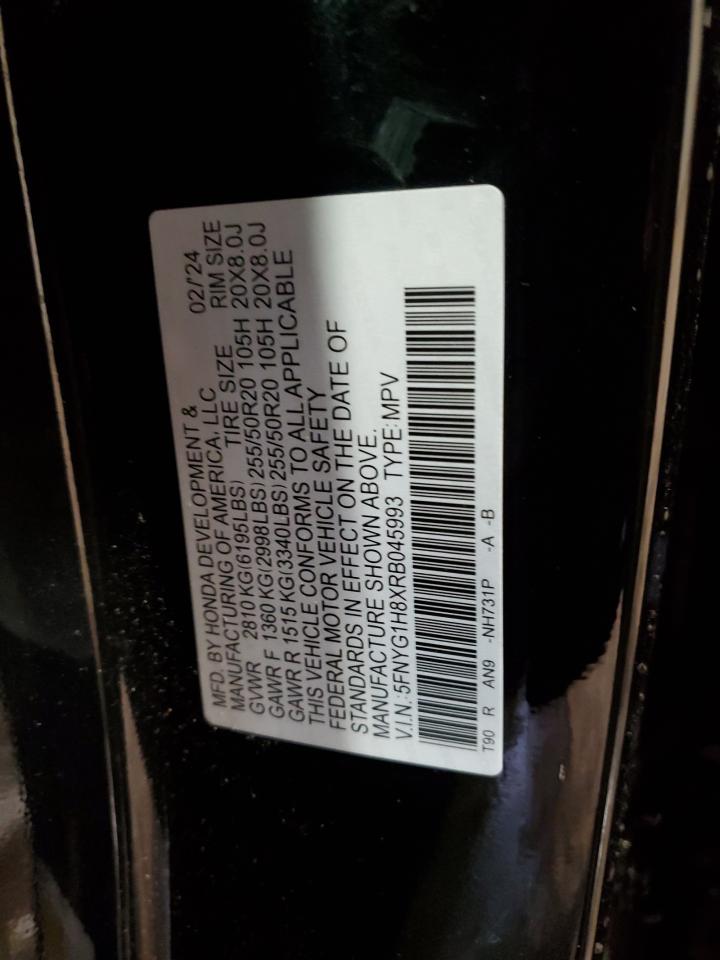 MFD. BY HONDA DEVELOPMENT & 02/'24
MANUFACTURING OF AMERICA, LLC
TIRE SIZE RIM SIZE
GVWR 2810 KG(6195LBS)
GAWR F 1360 KG(2998LBS) 255/50R20 105H 20X8.0J
GAWR R 1515 KG(3340LBS) 255/50R20 105H 20X8.0J
THIS VEHICLE CONFORMS TO ALL APPLICABLE
FEDERAL MOTOR VEHICLE SAFETY
STANDARDS IN EFFECT ON THE DATE OF
MANUFACTURE SHOWN ABOVE.
V.I.N.:5FNYG1H8XRB045993 TYPE: MPV
T90 R AN9 -NH731P -A -B